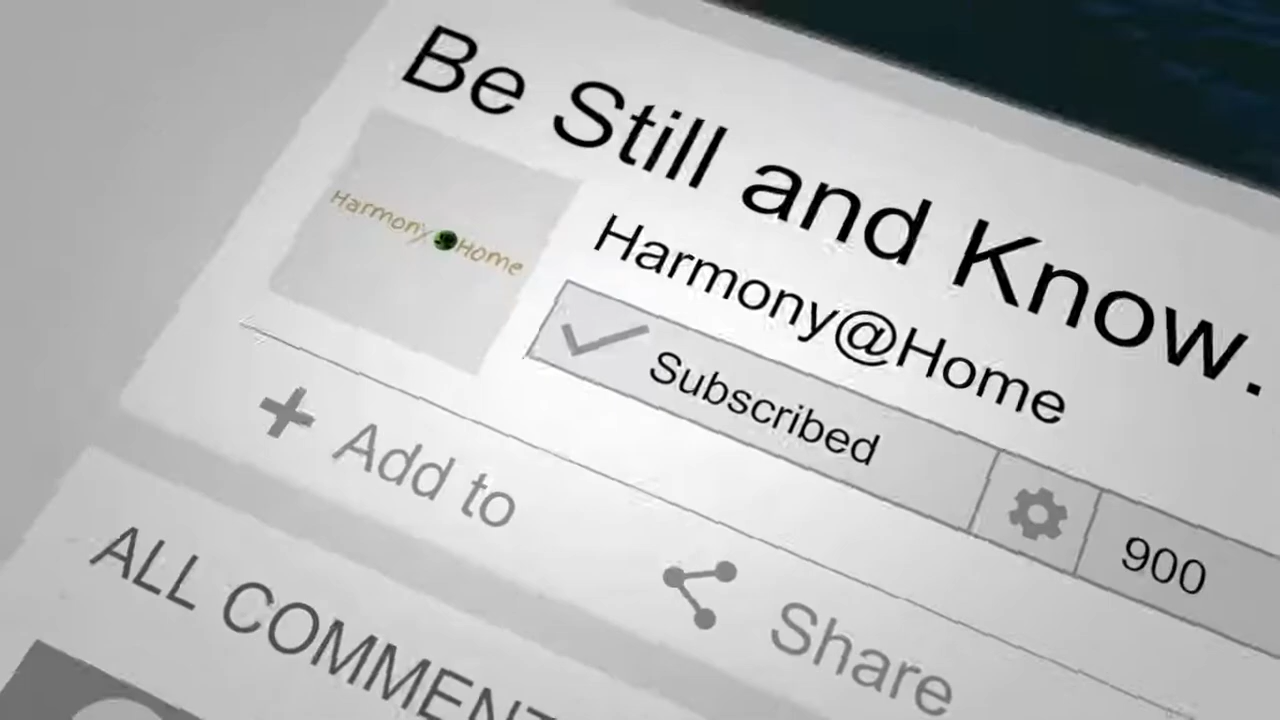 Be Still and Know.
Harmony Home
Harmony@Home
Subscribed
900
Add to
Share
ALL COMMENT